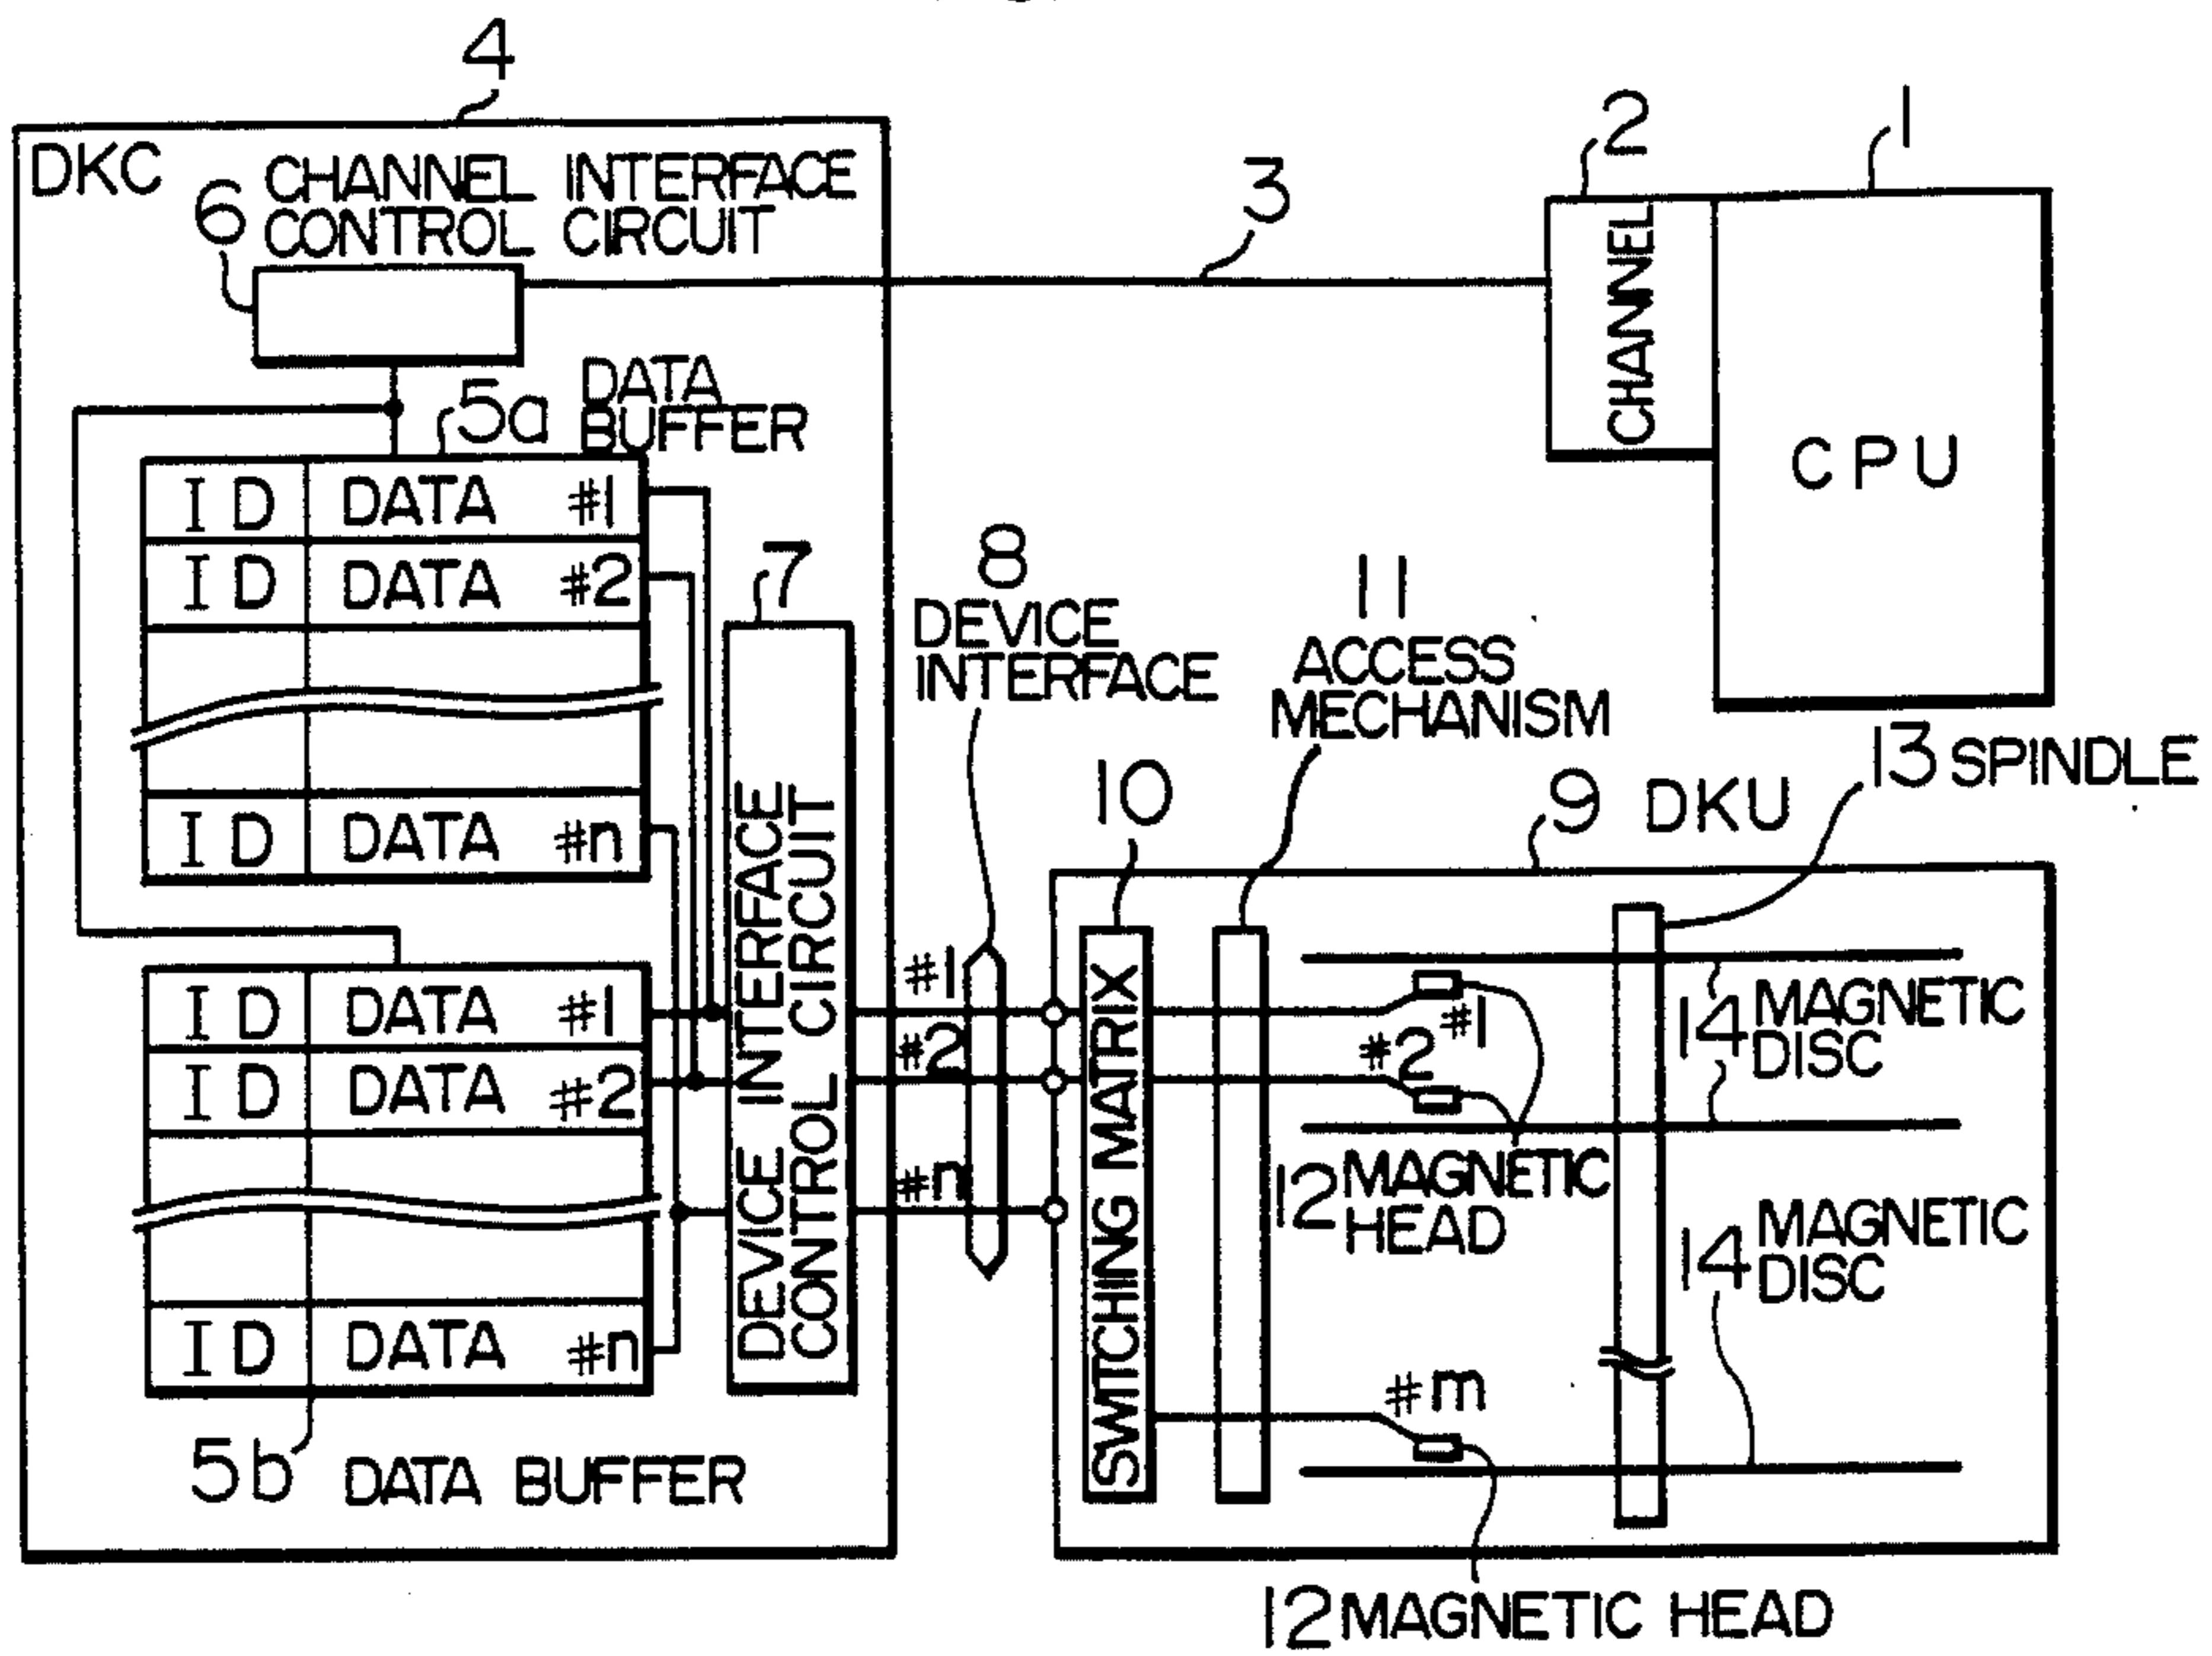 4
DKC
6
CHANNEL INTERFACE
CONTROL CIRCUIT
3
2
CHANNEL
1
CPU
5a
DATA
BUFFER
ID DATA #1
ID DATA #2
ID DATA #n
7
DEVICE INTERFACE
CONTROL CIRCUIT
ID DATA #1
ID DATA #2
ID DATA #n
5b DATA BUFFER
8
DEVICE
INTERFACE
#1
#2
#n
9 DKU
10
SWITCHING MATRIX
11
ACCESS
MECHANISM
13 SPINDLE
#1
#2
14 MAGNETIC
DISC
12 MAGNETIC
HEAD
14 MAGNETIC
DISC
#m
12 MAGNETIC HEAD